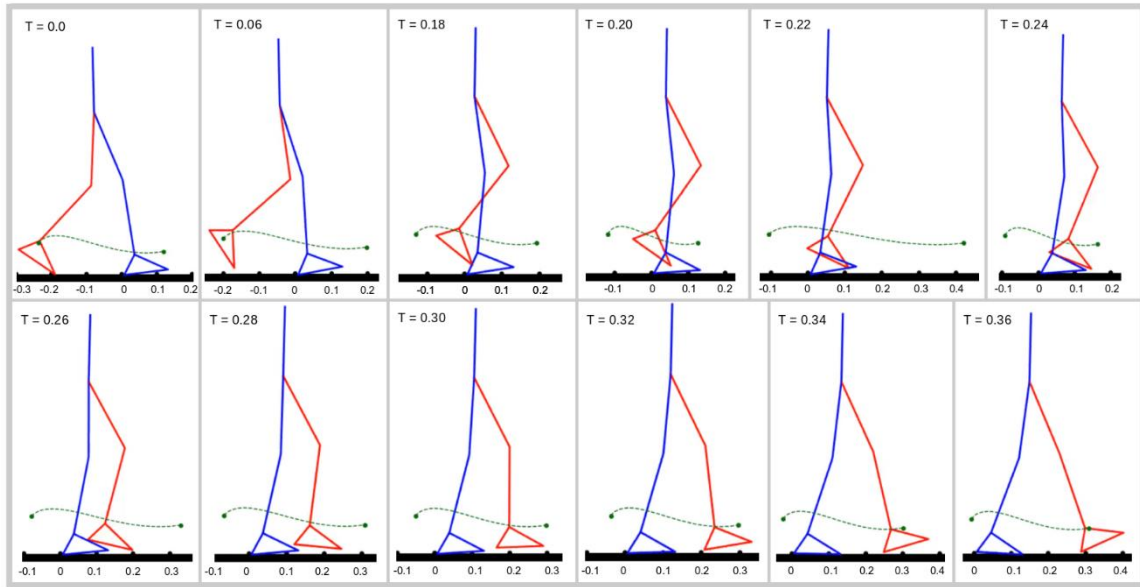 T = 0.0
T = 0.06
T = 0.18
T = 0.20
T = 0.22
T = 0.24
-0.3 -0.2 -0.1 0 0.1 0.2
-0.2 -0.1 0 0.1 0.2
-0.1 0 0.1 0.2
-0.1 0 0.1 0.2
-0.1 0 0.1 0.2 0.3 0.4
-0.1 0 0.1 0.2
T = 0.26
T = 0.28
T = 0.30
T = 0.32
T = 0.34
T = 0.36
-0.1 0 0.1 0.2 0.3
-0.1 0 0.1 0.2 0.3
-0.1 0 0.1 0.2 0.3
-0.1 0 0.1 0.2 0.3
0 0.1 0.2 0.3 0.4
0 0.1 0.2 0.3 0.4